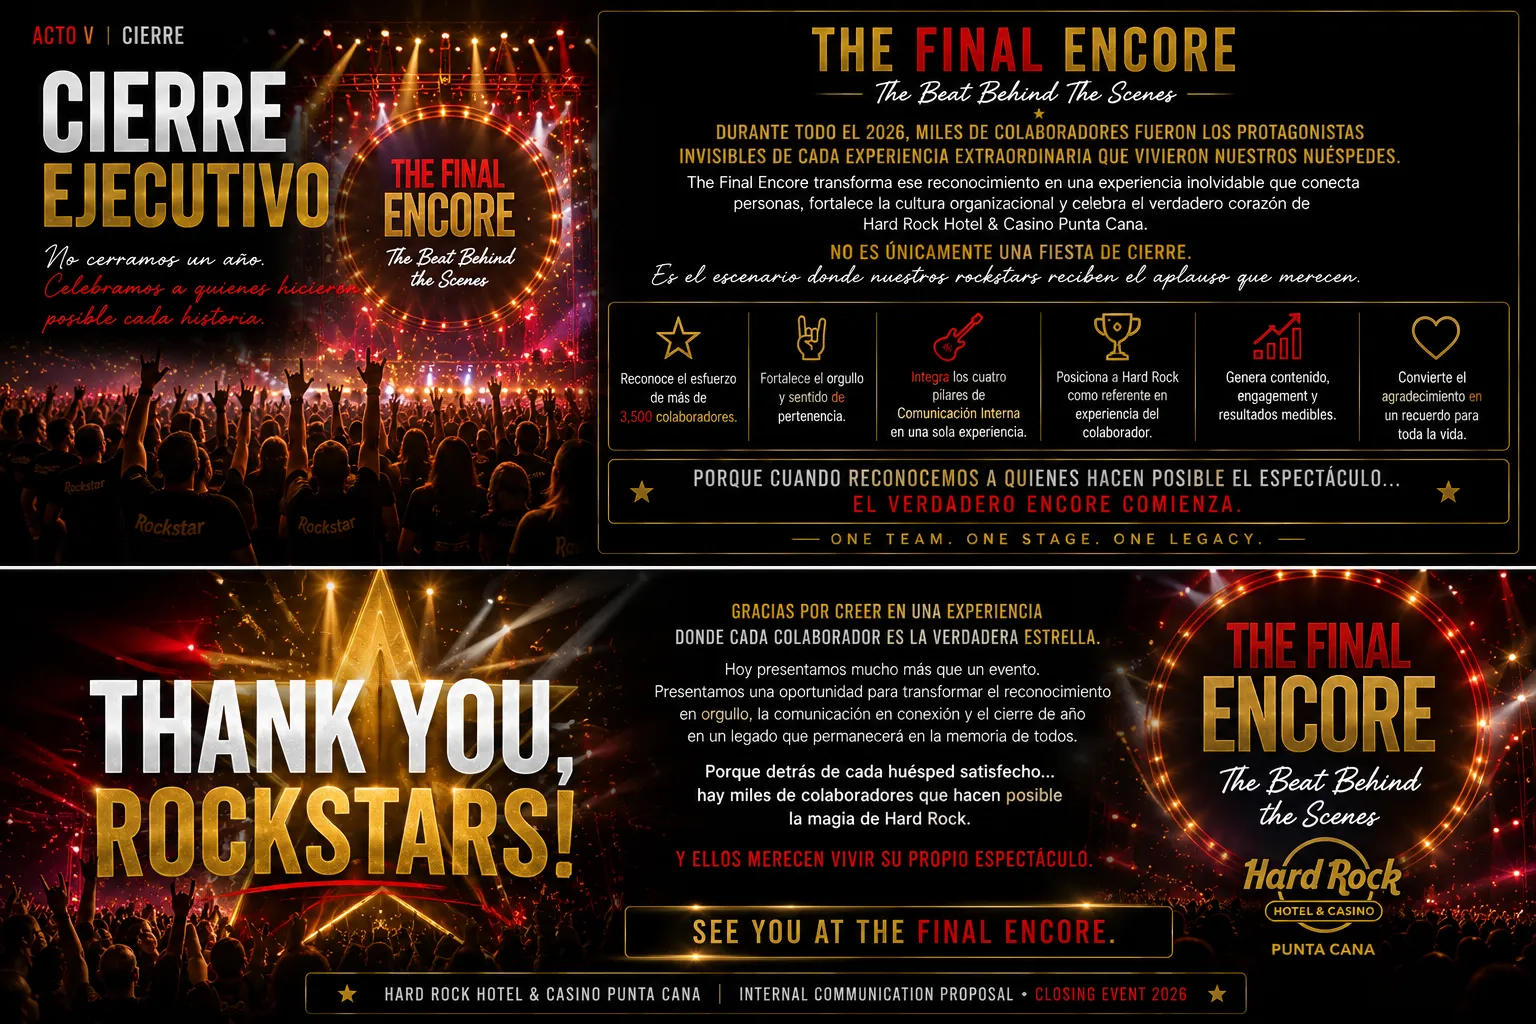 ACTO V | CIERRE
CIERRE
EJECUTIVO
No cerramos un año.
Celebramos a quienes hicieron
posible cada historia.
THE FINAL
ENCORE
The Beat Behind
the Scenes
Rockstar
Rockstar
Rockstar
THE FINAL ENCORE
The Beat Behind The Scenes
DURANTE TODO EL 2026, MILES DE COLABORADORES FUERON LOS PROTAGONISTAS
INVISIBLES DE CADA EXPERIENCIA EXTRAORDINARIA QUE VIVIERON NUESTROS NUÉSPEDES.
The Final Encore transforma ese reconocimiento en una experiencia inolvidable que conecta
personas, fortalece la cultura organizacional y celebra el verdadero corazón de
Hard Rock Hotel & Casino Punta Cana.
NO ES ÚNICAMENTE UNA FIESTA DE CIERRE.
Es el escenario donde nuestros rockstars reciben el aplauso que merecen.
Reconoce el esfuerzo
de más de
3,500 colaboradores.
Fortalece el orgullo
y sentido de
pertenencia.
Integra los cuatro
pilares de
Comunicación Interna
en una sola experiencia.
Posiciona a Hard Rock
como referente en
experiencia del
colaborador.
Genera contenido,
engagement y
resultados medibles.
Convierte el
agradecimiento en
un recuerdo para
toda la vida.
PORQUE CUANDO RECONOCEMOS A QUIENES HACEN POSIBLE EL ESPECTÁCULO...
EL VERDADERO ENCORE COMIENZA.
ONE TEAM. ONE STAGE. ONE LEGACY.
THANK YOU,
ROCKSTARS!
GRACIAS POR CREER EN UNA EXPERIENCIA
DONDE CADA COLABORADOR ES LA VERDADERA ESTRELLA.
Hoy presentamos mucho más que un evento.
Presentamos una oportunidad para transformar el reconocimiento
en orgullo, la comunicación en conexión y el cierre de año
en un legado que permanecerá en la memoria de todos.
Porque detrás de cada huésped satisfecho...
hay miles de colaboradores que hacen posible
la magia de Hard Rock.
Y ELLOS MERECEN VIVIR SU PROPIO ESPECTÁCULO.
SEE YOU AT THE FINAL ENCORE.
THE FINAL
ENCORE
The Beat Behind
the Scenes
Hard Rock
HOTEL & CASINO
PUNTA CANA
HARD ROCK HOTEL & CASINO PUNTA CANA | INTERNAL COMMUNICATION PROPOSAL • CLOSING EVENT 2026